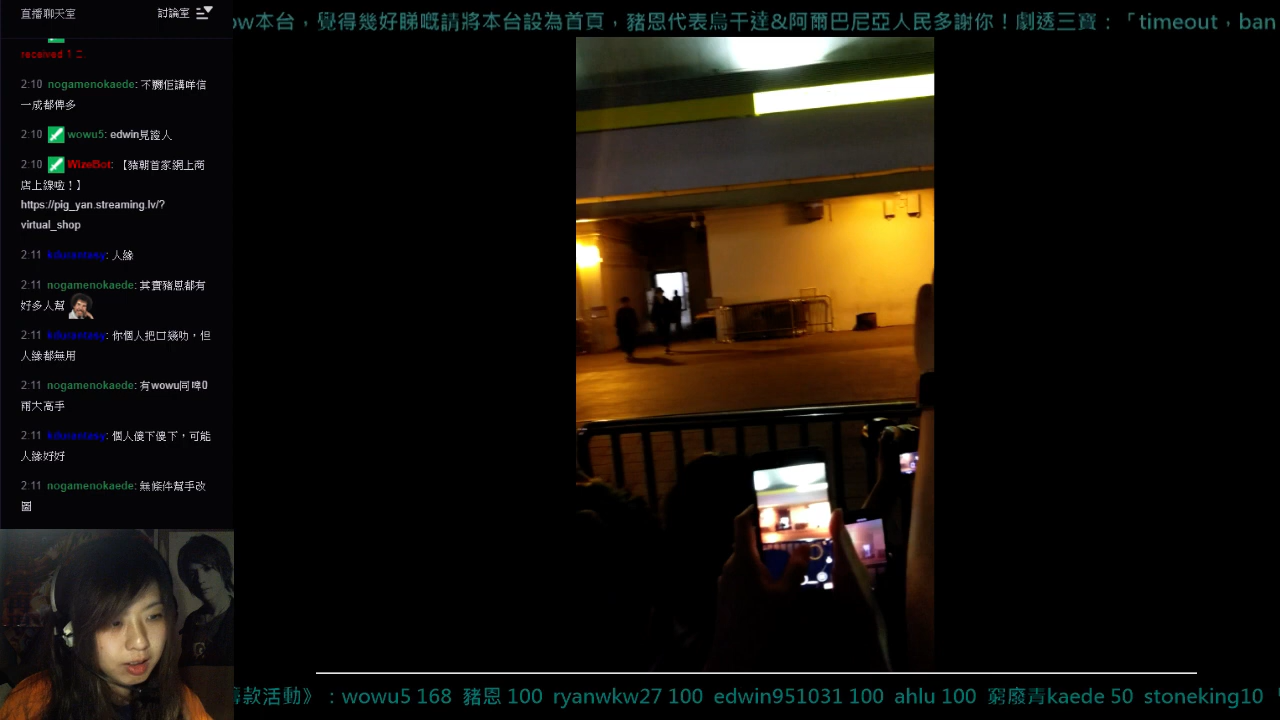 直播聊天室 討論室
ow本台，覺得幾好睇嘅請將本台設為首頁，豬恩代表烏干達&阿爾巴尼亞人民多謝你！劇透三寶：「timeout，ban
2:10 nogamenokaede: 不嬲佢講咩信
一成都俾多
2:10 wowu5: edwin見證人
2:10 WizeBot: 【豬朝首家網上商
店上線啦！】
https://pig_yan.streaming.lv/?
virtual_shop
2:11 人緣
2:11 nogamenokaede: 其實豬恩都有
好多人幫
2:11 你個人把口幾叻，但
人緣都無用
2:11 nogamenokaede: 有wowu同啤0
兩大高手
2:11 個人傻下傻下，可能
人緣好好
2:11 nogamenokaede: 無條件幫手改
圖
款活動》：wowu5 168 豬恩 100 ryanwkw27 100 edwin951031 100 ahlu 100 窮廢青kaede 50 stoneking10